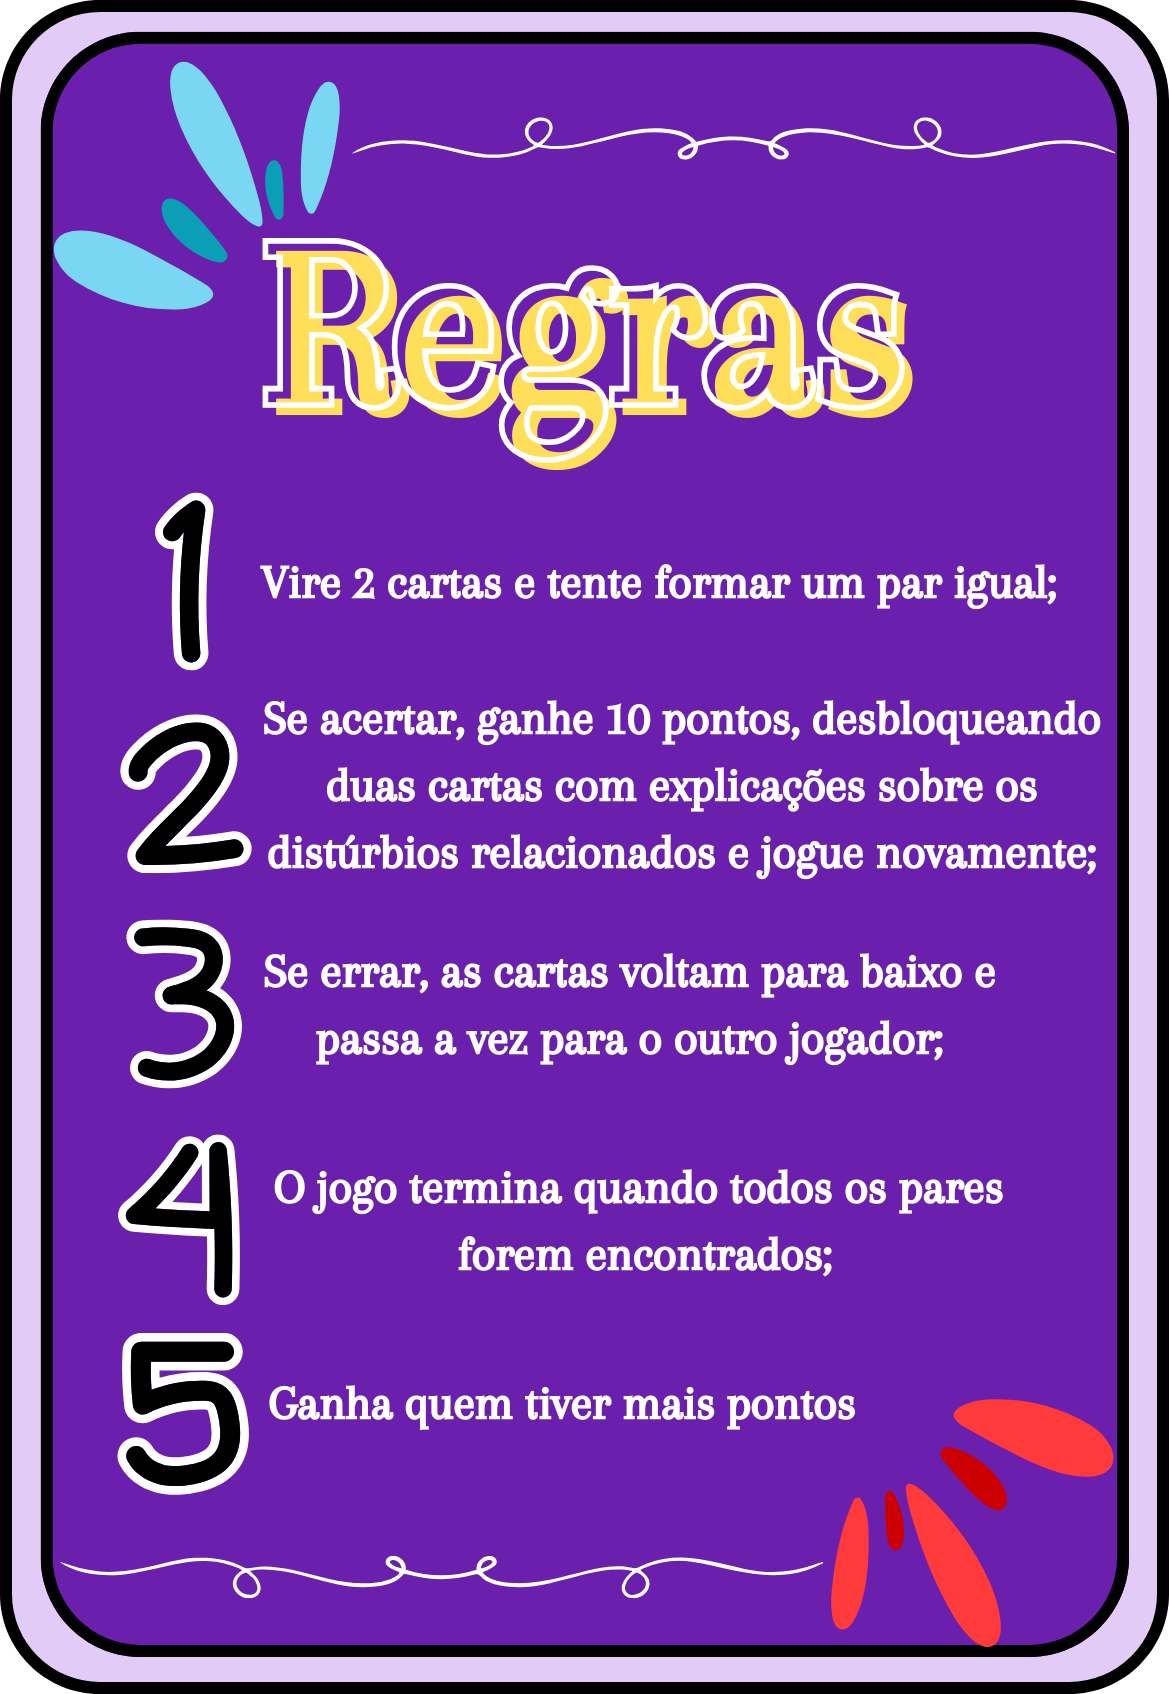 Regras
1
Vire 2 cartas e tente formar um par igual;
2
Se acertar, ganhe 10 pontos, desbloqueando
duas cartas com explicações sobre os
distúrbios relacionados e jogue novamente;
3
Se errar, as cartas voltam para baixo e
passa a vez para o outro jogador;
4
O jogo termina quando todos os pares
forem encontrados;
5
Ganha quem tiver mais pontos